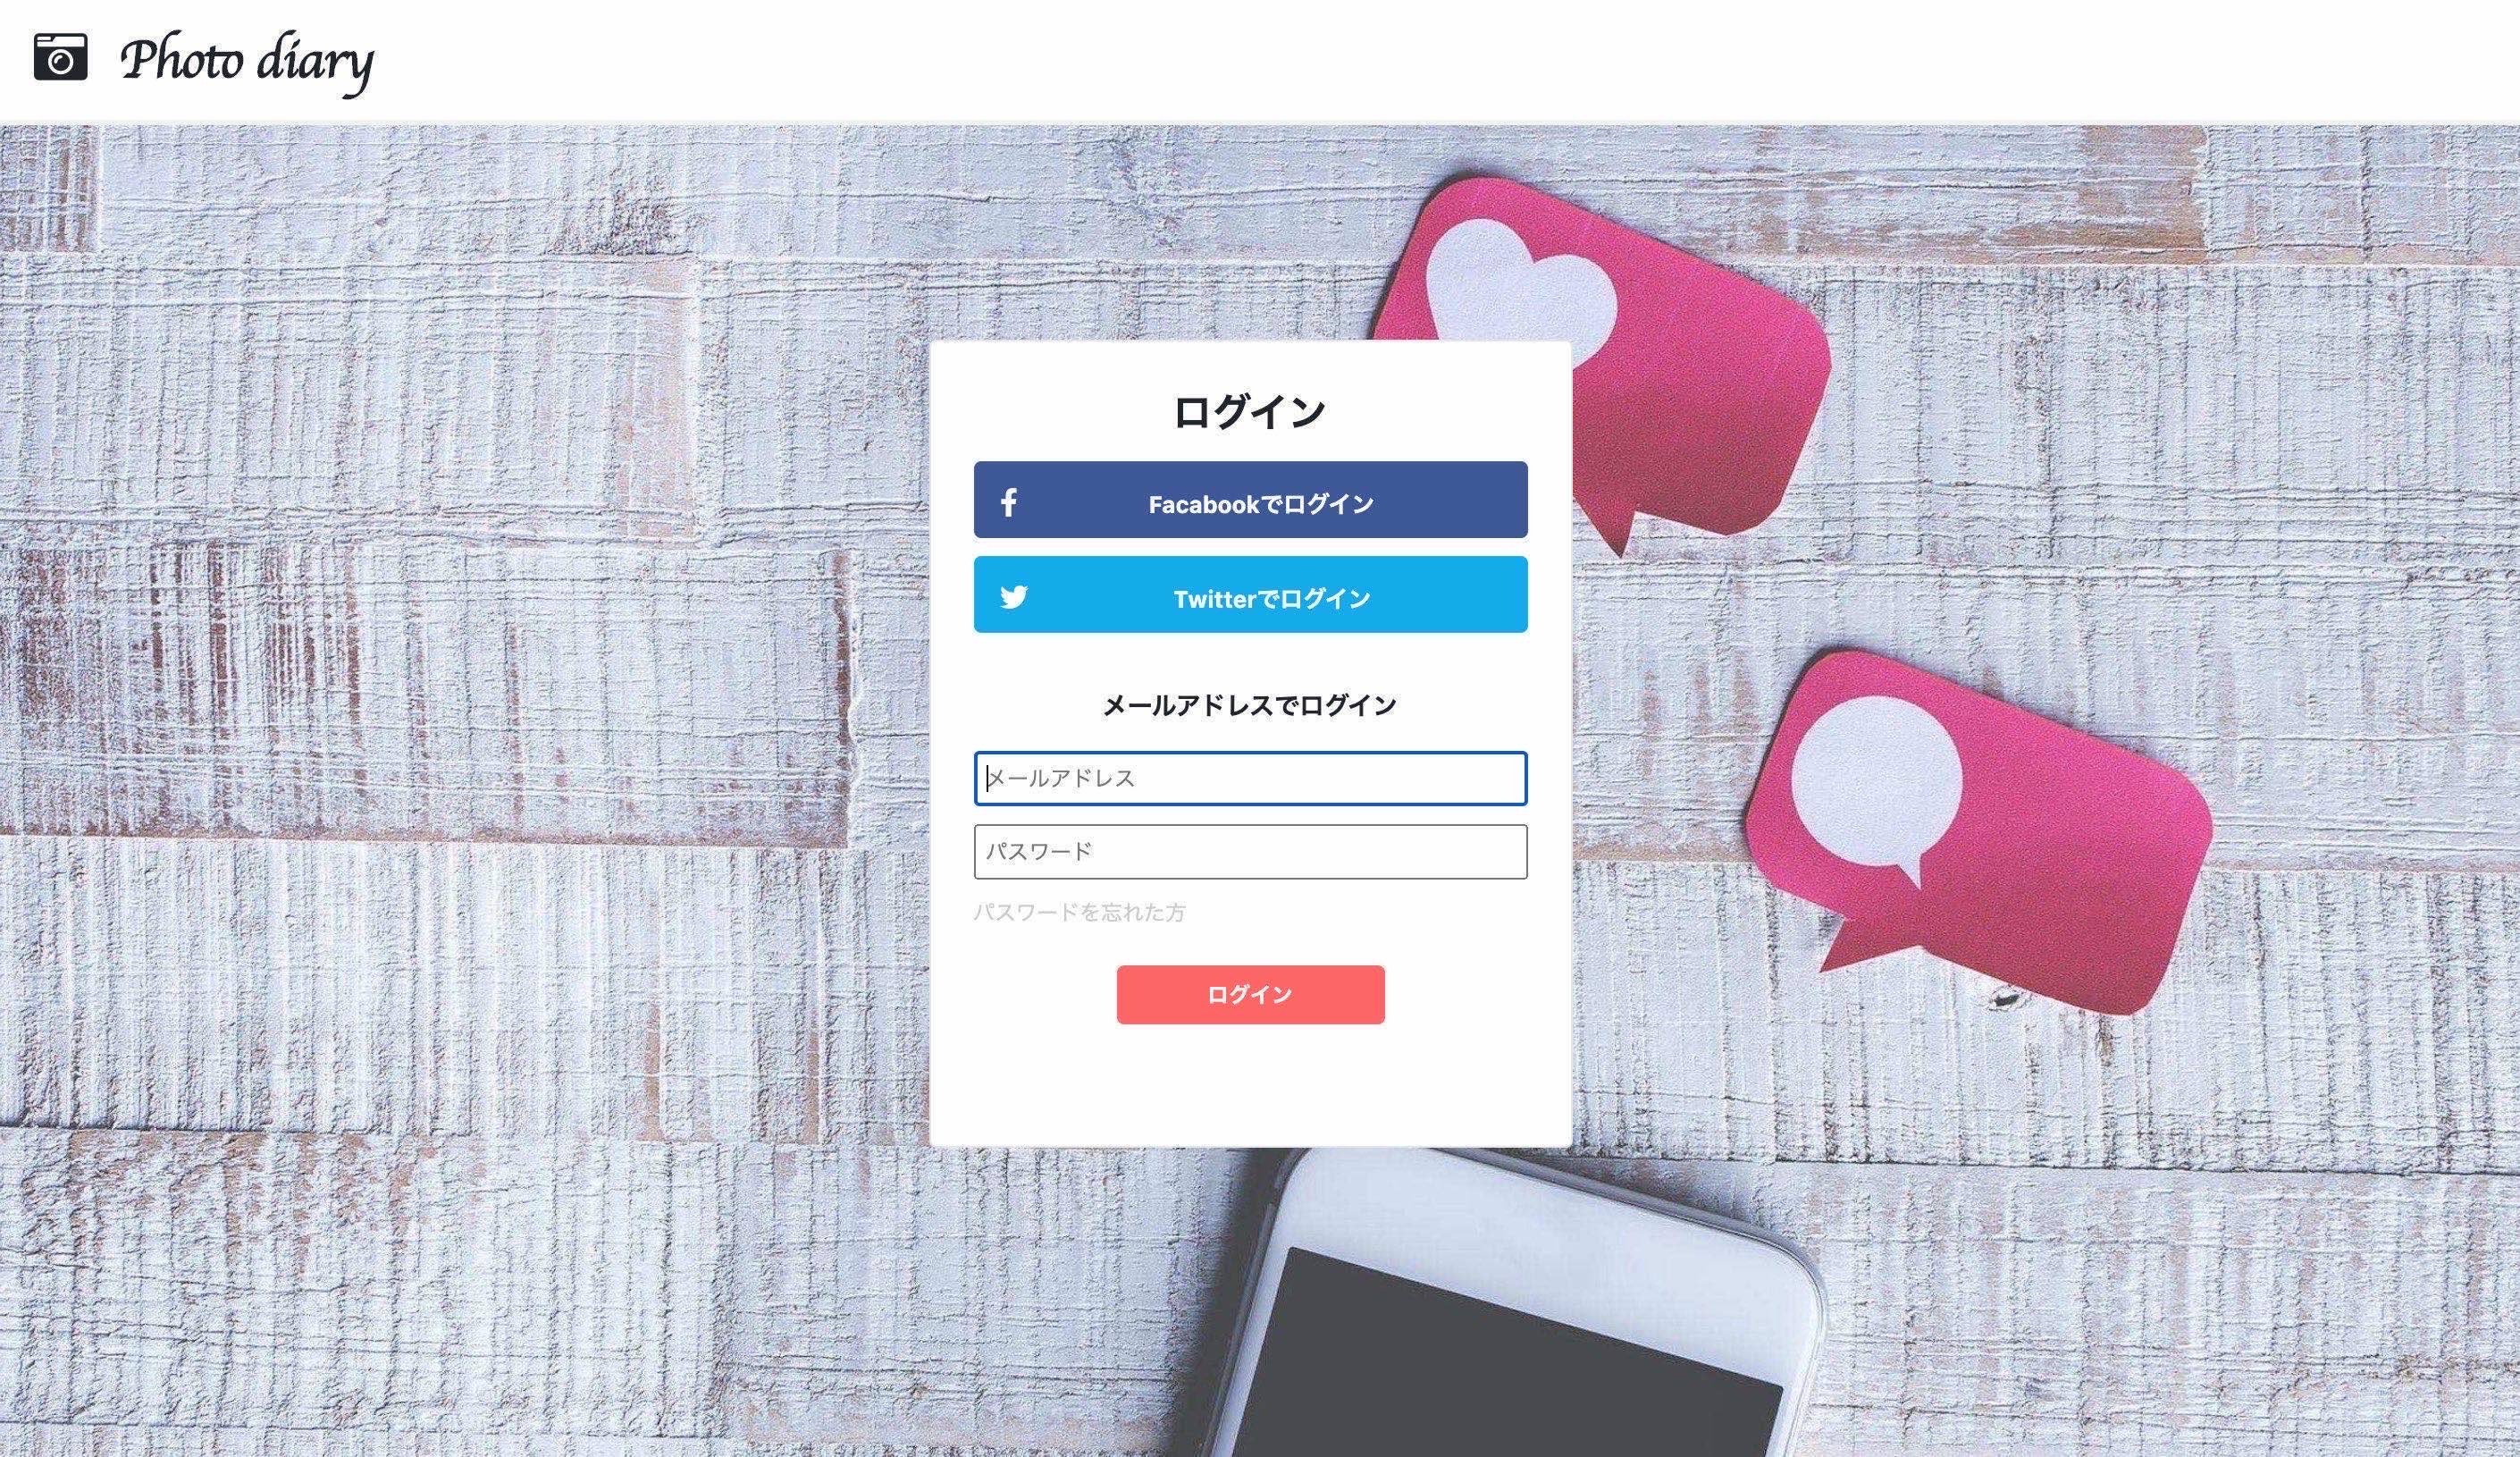 Photo diary
ログイン
Facabookでログイン
Twitterでログイン
メールアドレスでログイン
メールアドレス
パスワード
パスワードを忘れた方
ログイン